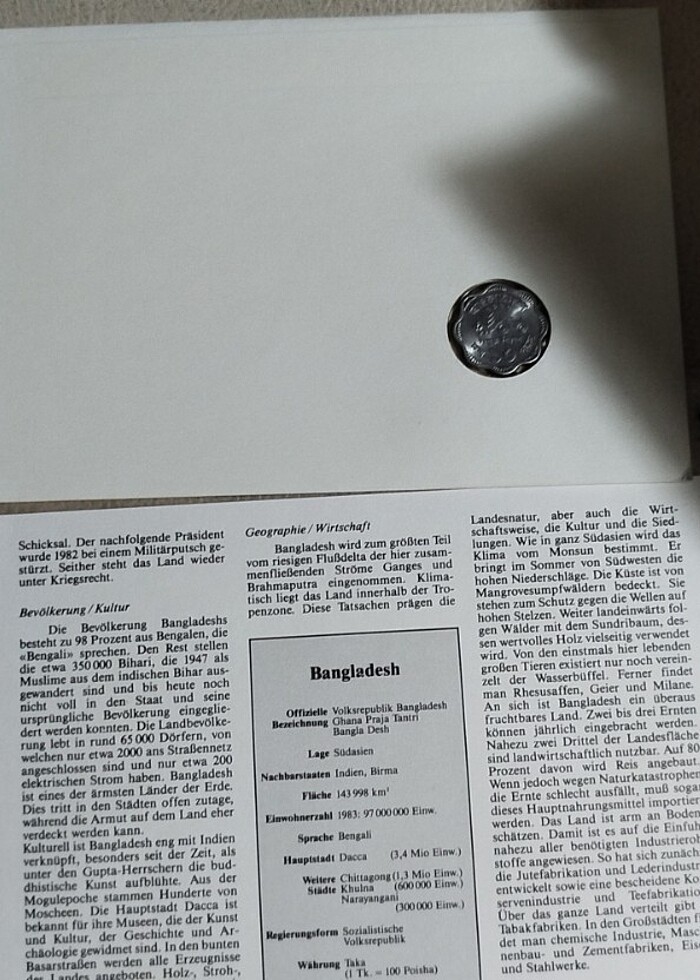 Schicksal. Der nachfolgende Präsident
wurde 1982 bei einem Militärputsch ge-
stürzt. Seither steht das Land wieder
unter Kriegsrecht.
Bevölkerung / Kultur
Die Bevölkerung Bangladeshs
besteht zu 98 Prozent aus Bengalen, die
«Bengali» sprechen. Den Rest stellen
die etwa 350 000 Bihari, die 1947 als
Muslime aus dem indischen Bihar aus-
gewandert sind und bis heute noch
nicht voll in den Staat und seine
ursprüngliche Bevölkerung eingeglie-
dert werden konnten. Die Landbevölke-
rung lebt in rund 65 000 Dörfern, von
welchen nur etwa 2000 ans Straßennetz
angeschlossen sind und nur etwa 200
elektrischen Strom haben. Bangladesh
ist eines der ärmsten Länder der Erde.
Dies tritt in den Städten offen zutage,
während die Armut auf dem Land eher
verdeckt werden kann.
Kulturell ist Bangladesh eng mit Indien
verknüpft, besonders seit der Zeit, als
unter den Gupta-Herrschern die bud-
dhistische Kunst aufblühte. Aus der
Mogulepoche stammen Hunderte von
Moscheen. Die Hauptstadt Dacca ist
bekannt für ihre Museen, die der Kunst
und Kultur, der Geschichte und Ar-
chäologie gewidmet sind. In den bunten
Basarstraßen werden alle Erzeugnisse
des Landes angeboten. Holz-, Stroh-,
Geographie / Wirtschaft
Bangladesh wird zum größten Teil
vom riesigen Flußdelta der hier zusam-
menfließenden Ströme Ganges und
Brahmaputra eingenommen. Klima-
tisch liegt das Land innerhalb der Tro-
penzone. Diese Tatsachen prägen die
Bangladesh
Offizielle Bezeichnung Volksrepublik Bangladesh
Ghana Praja Tantri
Bangla Desh
Lage Südasien
Nachbarstaaten Indien, Birma
Fläche 143 998 km²
Einwohnerzahl 1983: 97 000 000 Einw.
Sprache Bengali
Hauptstadt Dacca (3,4 Mio Einw.)
Weitere Städte Chittagong (1,3 Mio Einw.)
Khulna (600 000 Einw.)
Narayangani
(300 000 Einw.)
Regierungsform Sozialistische
Volksrepublik
Währung Taka
(1 Tk. = 100 Poisha)
Landesnatur, aber auch die Wirt-
schaftsweise, die Kultur und die Sied-
lungen. Wie in ganz Südasien wird das
Klima vom Monsun bestimmt. Er
bringt im Sommer von Südwesten die
hohen Niederschläge. Die Küste ist von
Mangrovesumpfwäldern bedeckt. Sie
stehen zum Schutz gegen die Wellen auf
hohen Stelzen. Weiter landeinwärts fol-
gen Wälder mit dem Sundribaum, des-
sen wertvolles Holz vielseitig verwendet
wird. Von den einstmals hier lebenden
großen Tieren existiert nur noch verein-
zelt der Wasserbüffel. Ferner findet
man Rhesusaffen, Geier und Milane.
An sich ist Bangladesh ein überaus
fruchtbares Land. Zwei bis drei Ernten
können jährlich eingebracht werden.
Nahezu zwei Drittel der Landesfläche
sind landwirtschaftlich nutzbar. Auf 80
Prozent davon wird Reis angebaut.
Wenn jedoch wegen Naturkatastrophen
die Ernte schlecht ausfällt, muß sogar
dieses Hauptnahrungsmittel importiert
werden. Das Land ist arm an Boden-
schätzen. Damit ist es auf die Einfuhr
nahezu aller benötigten Industrieroh-
stoffe angewiesen. So hat sich zunächst
die Jutefabrikation und Lederindustrie
entwickelt sowie eine bescheidene Kon-
servenindustrie und Teefabrikation
Über das ganze Land verteilt gibt
Tabakfabriken. In den Großstädten fin-
det man chemische Industrie, Masch
nenbau- und Zementfabriken, Eise
und Stahlwerke.